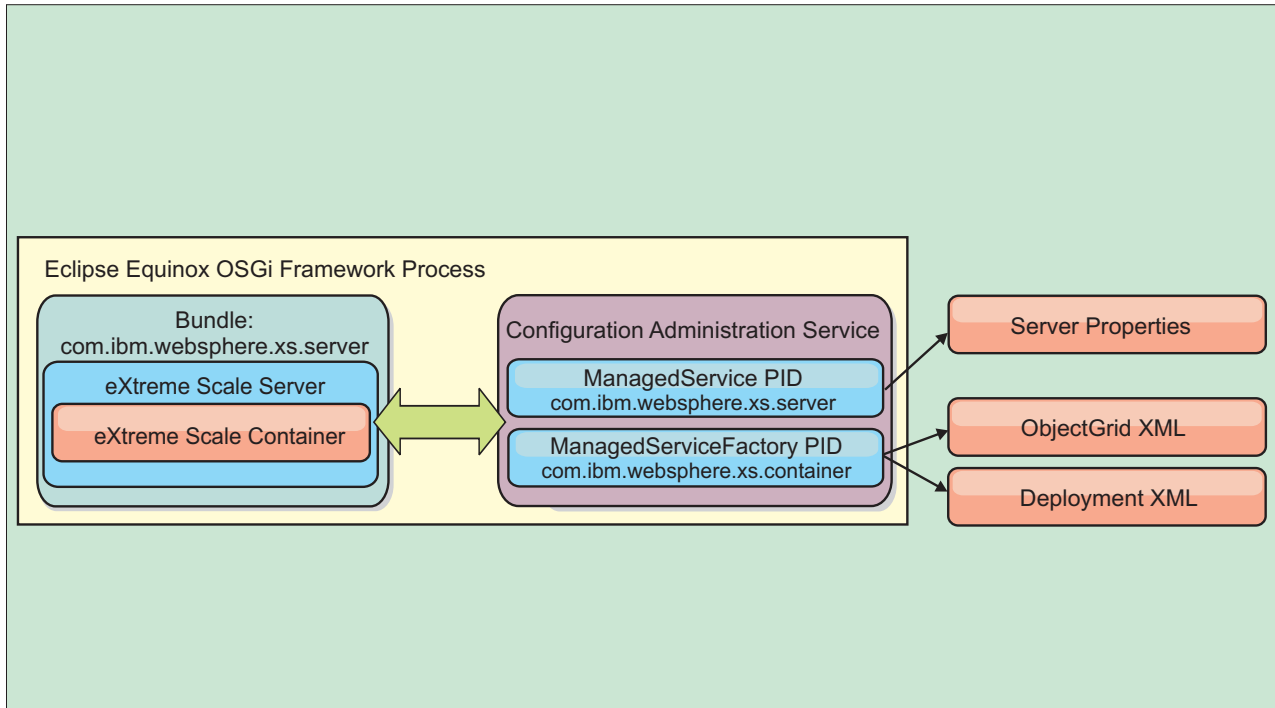 Eclipse Equinox OSGi Framework Process
Bundle:
com.ibm.websphere.xs.server
eXtreme Scale Server
eXtreme Scale Container
Configuration Administration Service
ManagedService PID
com.ibm.websphere.xs.server
ManagedServiceFactory PID
com.ibm.websphere.xs.container
Server Properties
ObjectGrid XML
Deployment XML